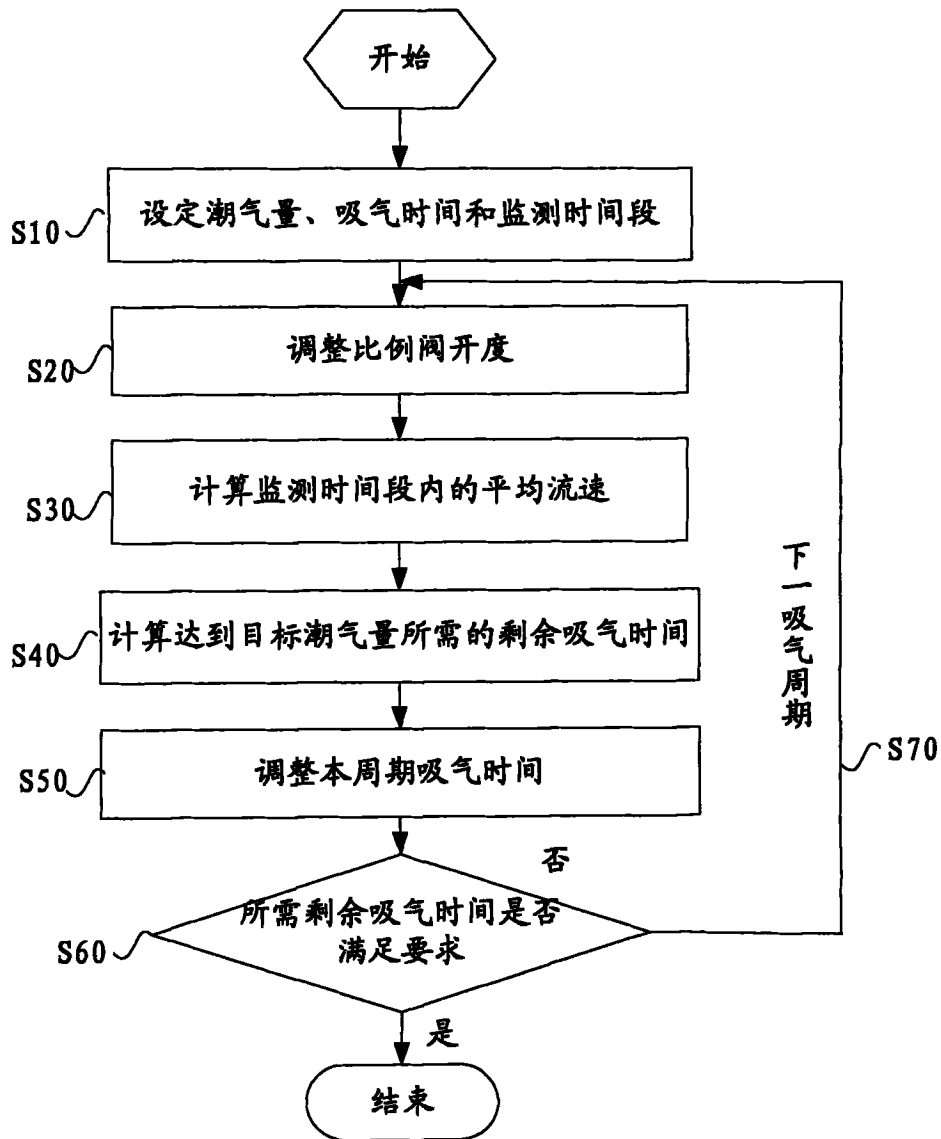 开始
S10
设定潮气量、吸气时间和监测时间段
S20
调整比例阀开度
S30
计算监测时间段内的平均流速
S40
计算达到目标潮气量所需的剩余吸气时间
S50
调整本周期吸气时间
下一吸气周期
S70
否
S60
所需剩余吸气时间是否
满足要求
是
结束